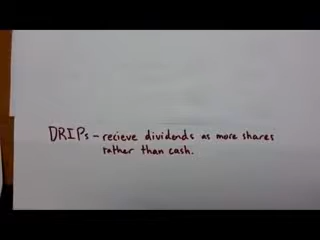 DRIPs - recieve dividends as more shares
rather than cash.